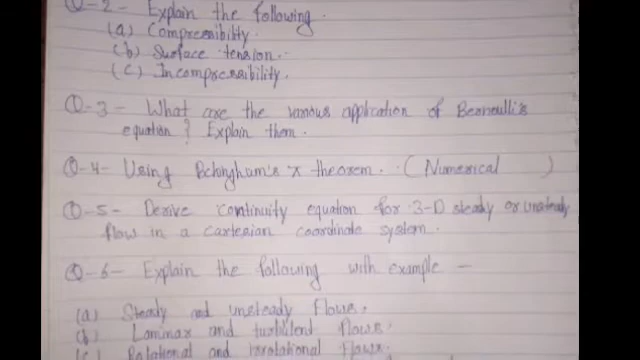 Q-2- Explain the following.
(a) Compressibility.
(b) Surface tension.
(c) Incompressibility.
Q-3- What are the various application of Bernoulli's
equation? Explain them.
Q-4- Using Bchingham's π theorem. (Numerical )
Q-5- Derive continuity equation for 3-D steady or unsteady
flow in a cartesian coordinate system.
Q-6- Explain the following with example -
(a) Steady and unsteady flows.
(b) Laminar and turbulent flows.
(c) Rotational and irrotational flows.